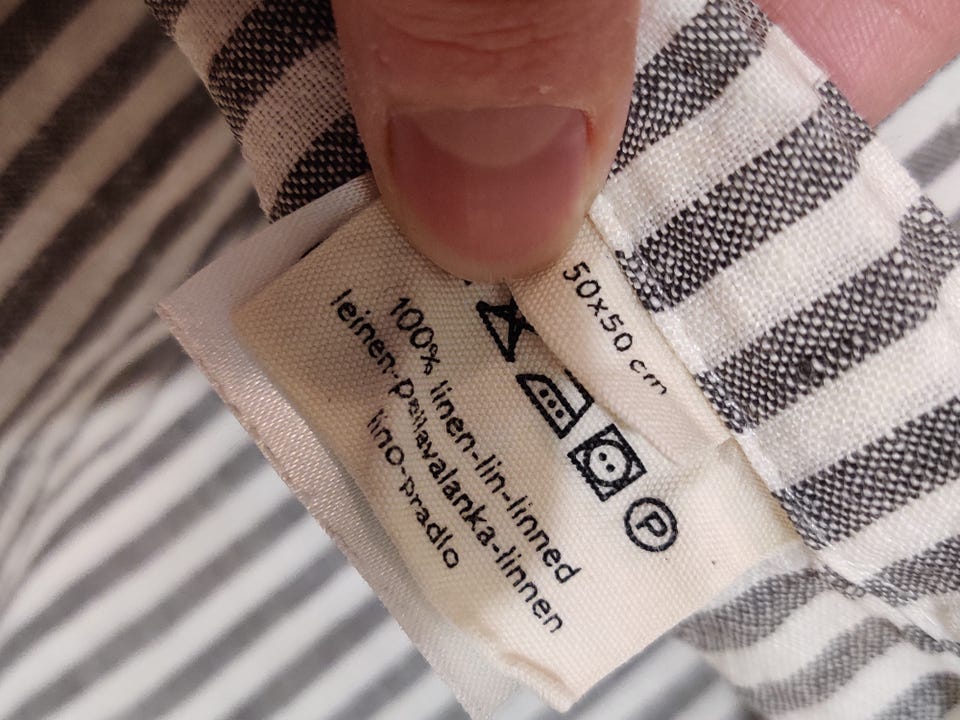 50x50 cm
P
100% linen-lin-linned
leinen-pellavalanka-linnen
lino-pradlo